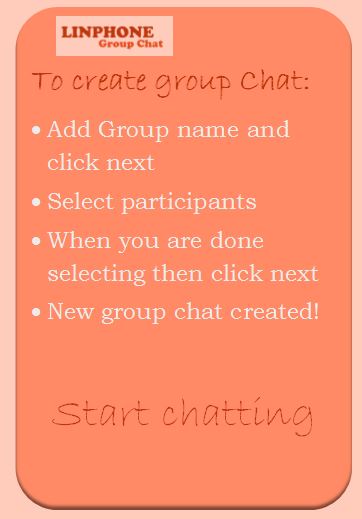 LINPHONE
Group Chat
To create group Chat:
• Add Group name and
click next
• Select participants
• When you are done
selecting then click next
• New group chat created!
Start chatting